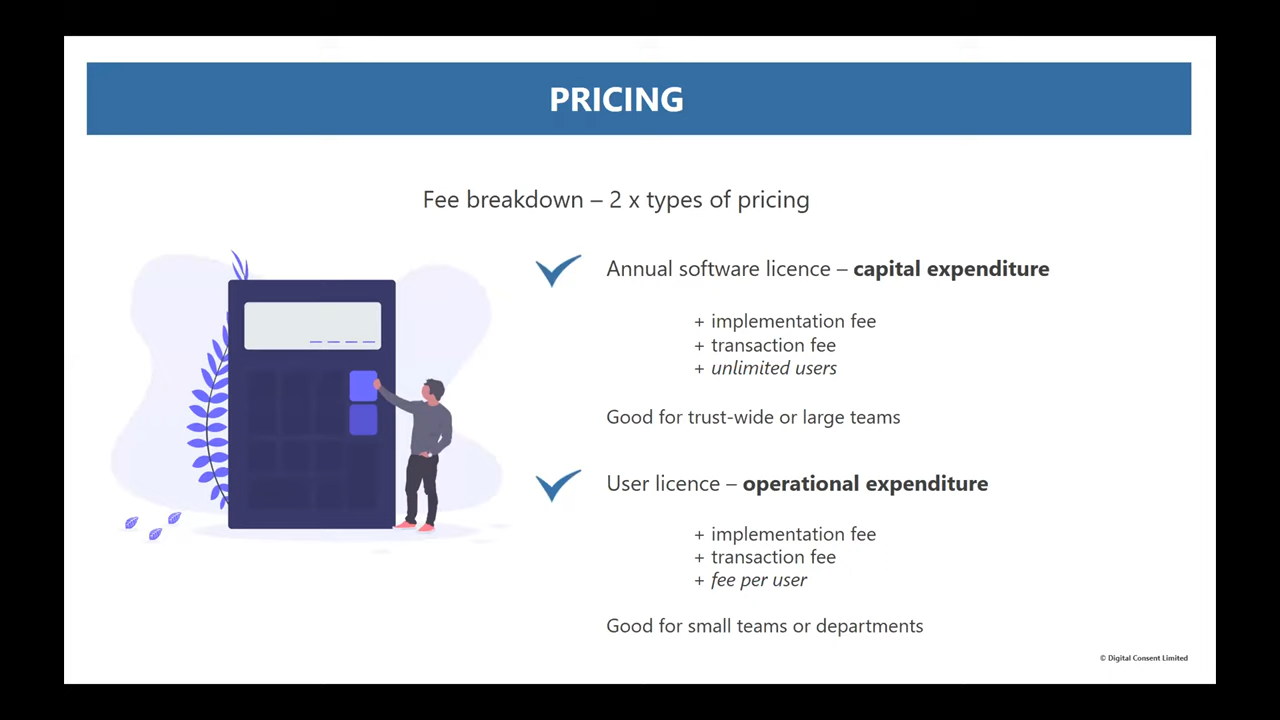 PRICING
Fee breakdown – 2 x types of pricing
Annual software licence – capital expenditure
+ implementation fee
+ transaction fee
+ unlimited users
Good for trust-wide or large teams
User licence – operational expenditure
+ implementation fee
+ transaction fee
+ fee per user
Good for small teams or departments
© Digital Consent Limited